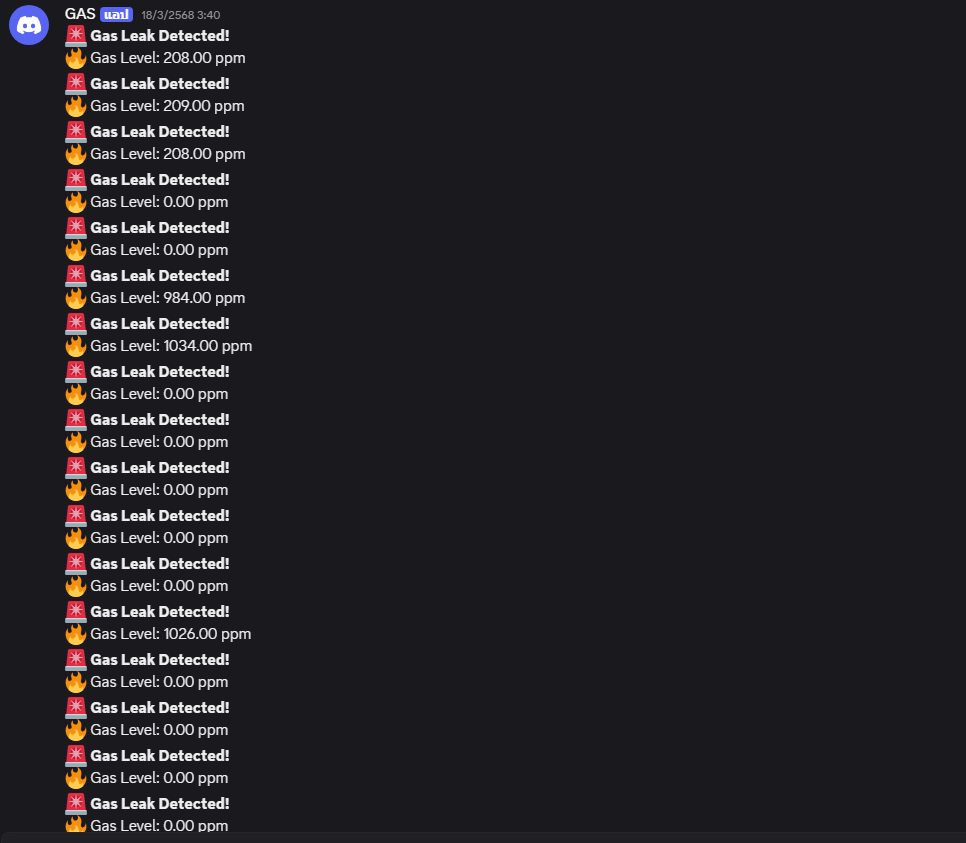 GAS แอป 18/3/2568 3:40
Gas Leak Detected!
Gas Level: 208.00 ppm
Gas Leak Detected!
Gas Level: 209.00 ppm
Gas Leak Detected!
Gas Level: 208.00 ppm
Gas Leak Detected!
Gas Level: 0.00 ppm
Gas Leak Detected!
Gas Level: 0.00 ppm
Gas Leak Detected!
Gas Level: 984.00 ppm
Gas Leak Detected!
Gas Level: 1034.00 ppm
Gas Leak Detected!
Gas Level: 0.00 ppm
Gas Leak Detected!
Gas Level: 0.00 ppm
Gas Leak Detected!
Gas Level: 0.00 ppm
Gas Leak Detected!
Gas Level: 0.00 ppm
Gas Leak Detected!
Gas Level: 0.00 ppm
Gas Leak Detected!
Gas Level: 1026.00 ppm
Gas Leak Detected!
Gas Level: 0.00 ppm
Gas Leak Detected!
Gas Level: 0.00 ppm
Gas Leak Detected!
Gas Level: 0.00 ppm
Gas Leak Detected!
Gas Level: 0.00 ppm